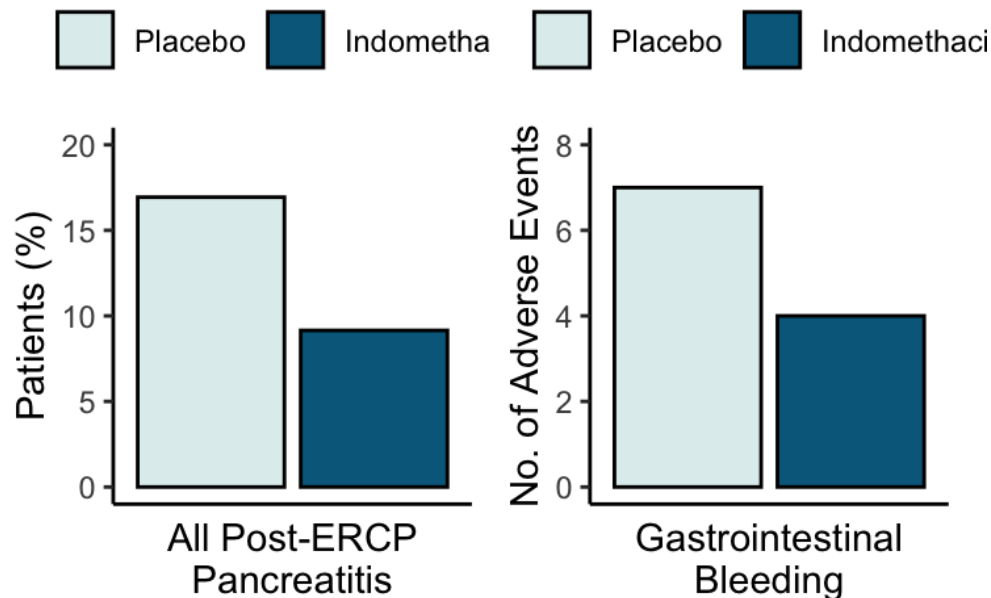 Placebo Indometha Placebo Indomethaci
20
15
10
5
0
Patients (%)
All Post-ERCP
Pancreatitis
8
6
4
2
0
No. of Adverse Events
Gastrointestinal
Bleeding